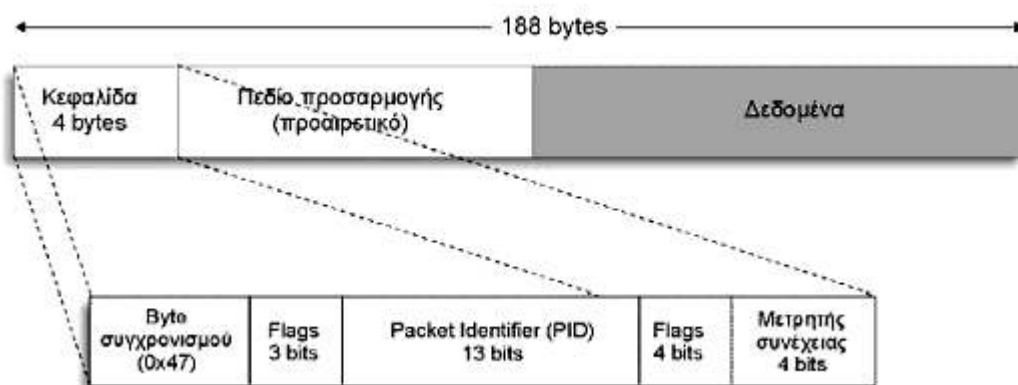 188 bytes
Κεφαλίδα
4 bytes
Πεδίο προσαρμογής
(προαιρετικό)
Δεδομένα
Byte
συγχρονισμού
(0x47)
Flags
3 bits
Packet Identifier (PID)
13 bits
Flags
4 bits
Μετρητής
συνέχειας
4 bits